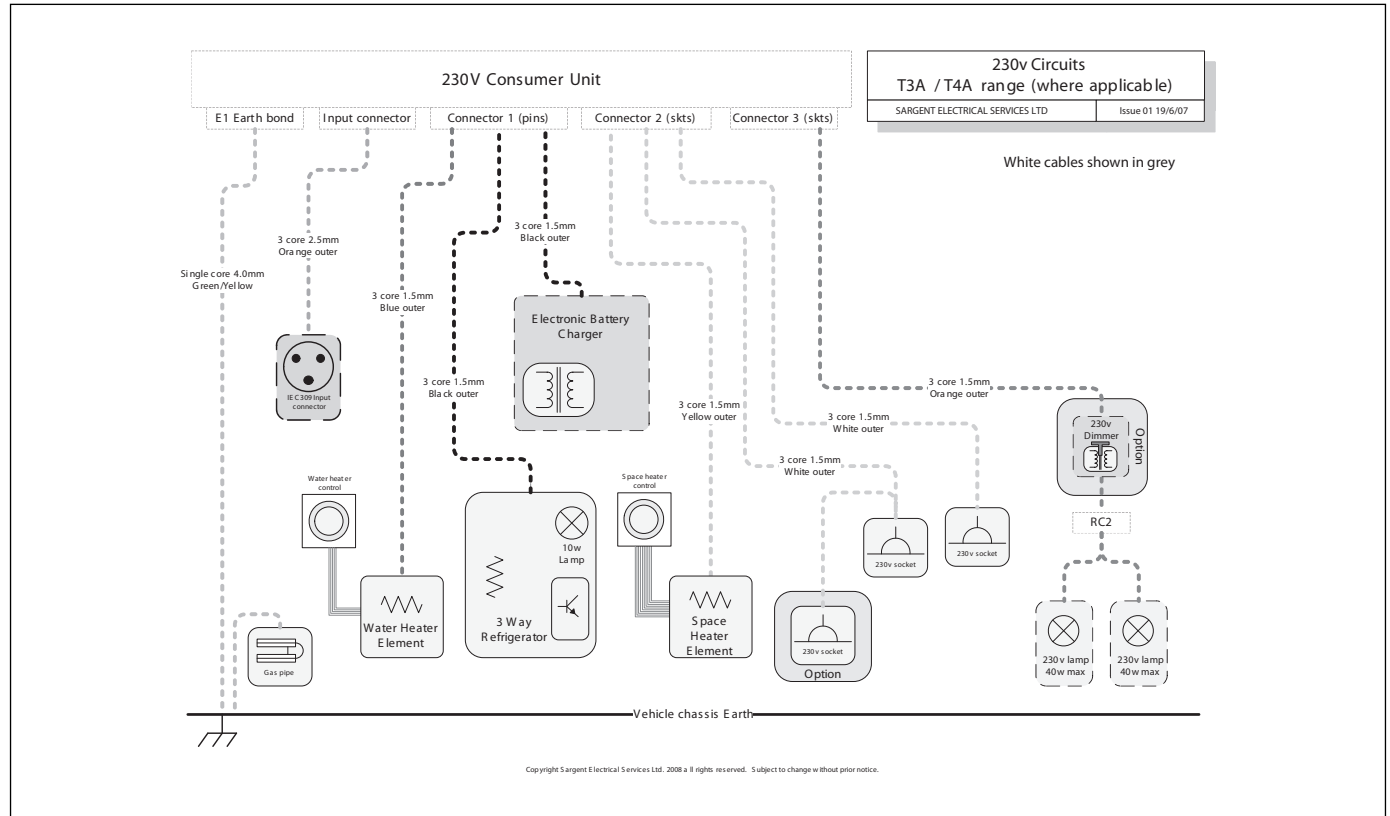 230V Consumer Unit
230v Circuits
T3A / T4A range (where applicable)
SARGENT ELECTRICAL SERVICES LTD
Issue 01 19/6/07
E1 Earth bond
Input connector
Connector 1 (pins)
Connector 2 (skts)
Connector 3 (skts)
White cables shown in grey
3 core 1.5mm
Black outer
3 core 2.5mm
Orange outer
Single core 4.0mm
Green/Yellow
3 core 1.5mm
Blue outer
Electronic Battery
Charger
IEC309 Input
connector
3 core 1.5mm
Black outer
3 core 1.5mm
Yellow outer
3 core 1.5mm
White outer
3 core 1.5mm
Orange outer
3 core 1.5mm
White outer
230v
Dimmer
Option
Water heater
control
Space heater
control
10w
Lamp
RC2
230v socket
230v socket
Water Heater
Element
3 Way
Refrigerator
Space
Heater
Element
230v socket
Option
230v lamp
40w max
230v lamp
40w max
Gas pipe
Vehicle chassis Earth
Copyright Sargent Electrical Services Ltd. 2008 all rights reserved. Subject to change without prior notice.